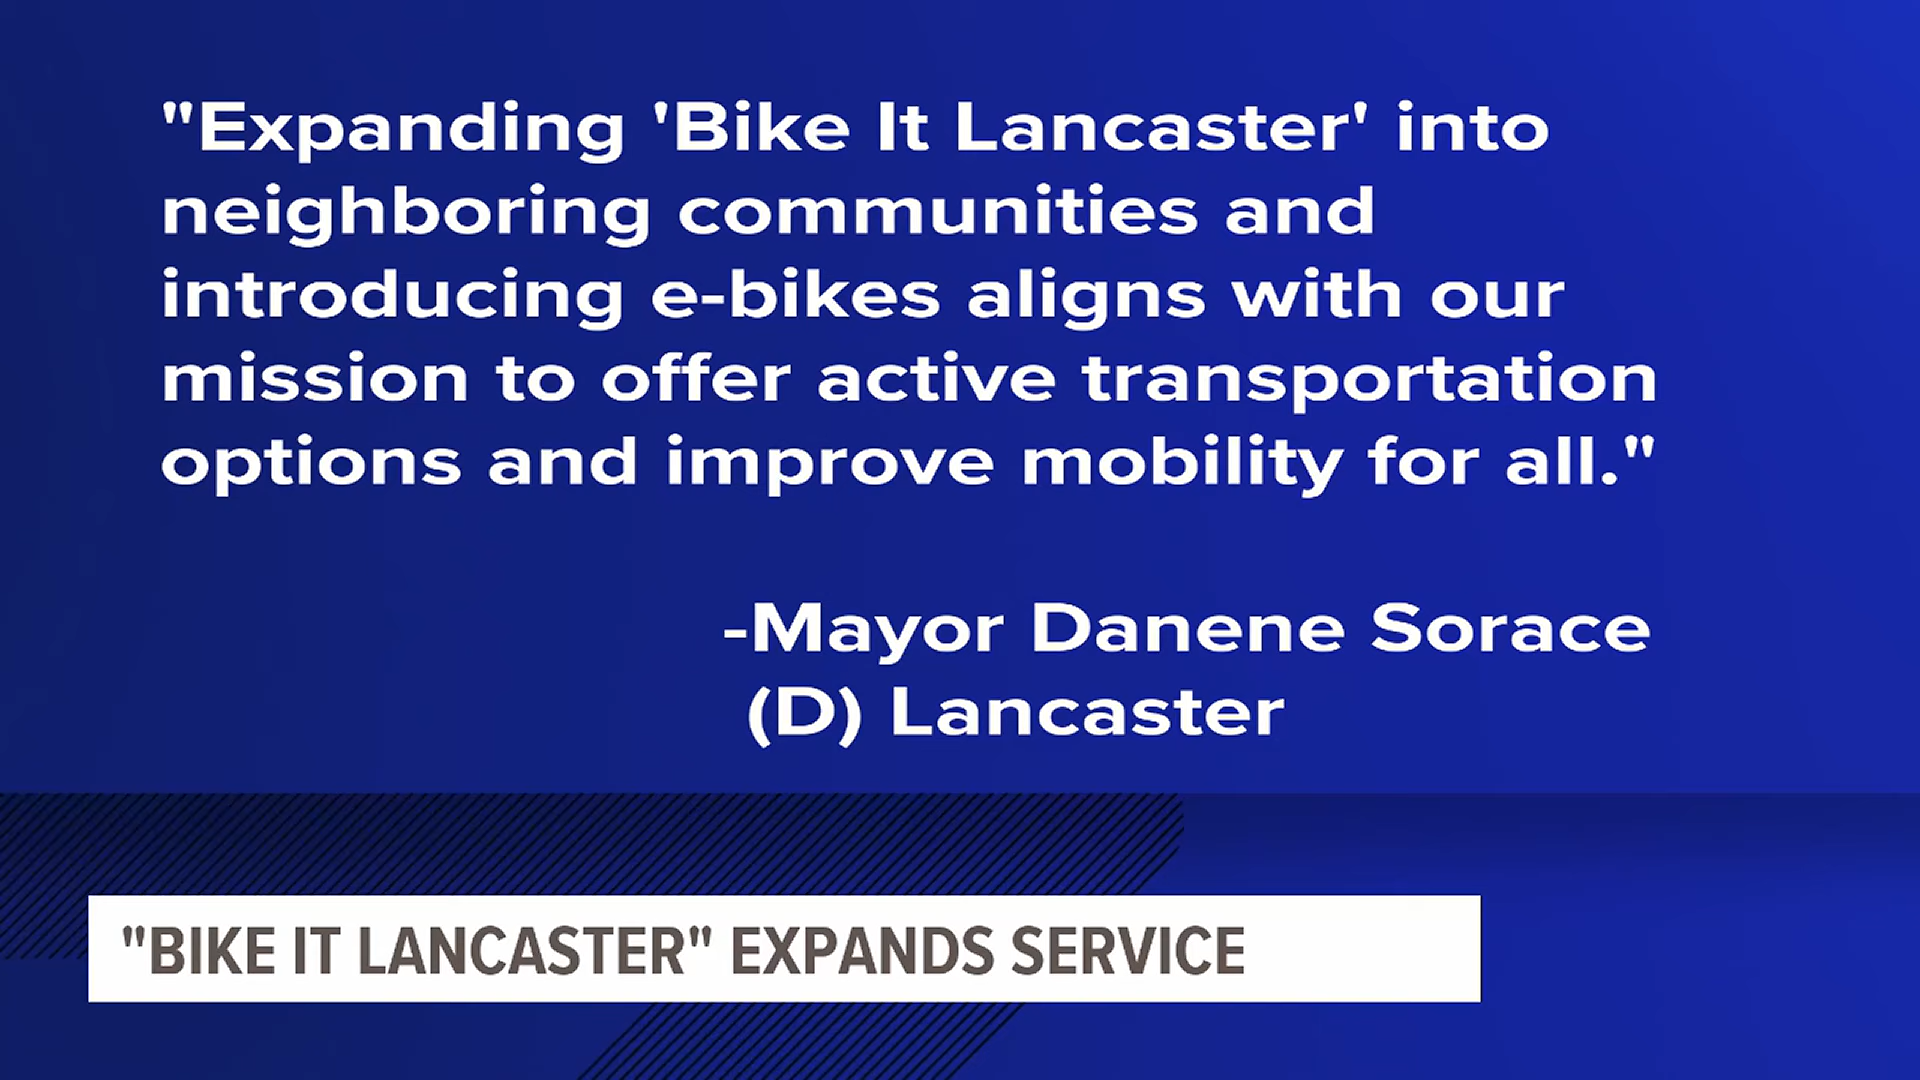 "Expanding 'Bike It Lancaster' into
neighboring communities and
introducing e-bikes aligns with our
mission to offer active transportation
options and improve mobility for all."
-Mayor Danene Sorace
(D) Lancaster
"BIKE IT LANCASTER" EXPANDS SERVICE